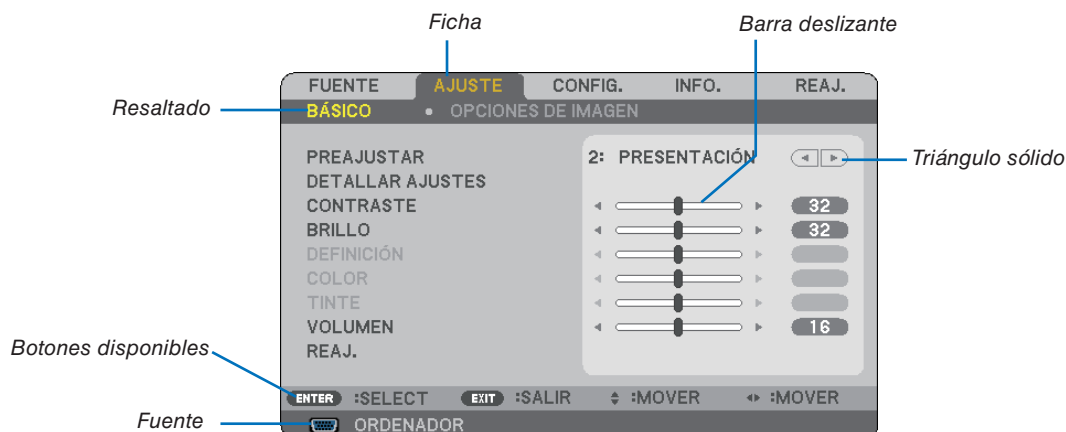 Ficha
Barra deslizante
FUENTE AJUSTE CONFIG. INFO. REAJ.
Resaltado
BÁSICO • OPCIONES DE IMAGEN
PREAJUSTAR 2: PRESENTACIÓN
Triángulo sólido
DETALLAR AJUSTES
CONTRASTE 32
BRILLO 32
DEFINICIÓN
COLOR
TINTE
VOLUMEN 16
REAJ.
Botones disponibles
ENTER :SELECT EXIT :SALIR :MOVER :MOVER
Fuente
ORDENADOR